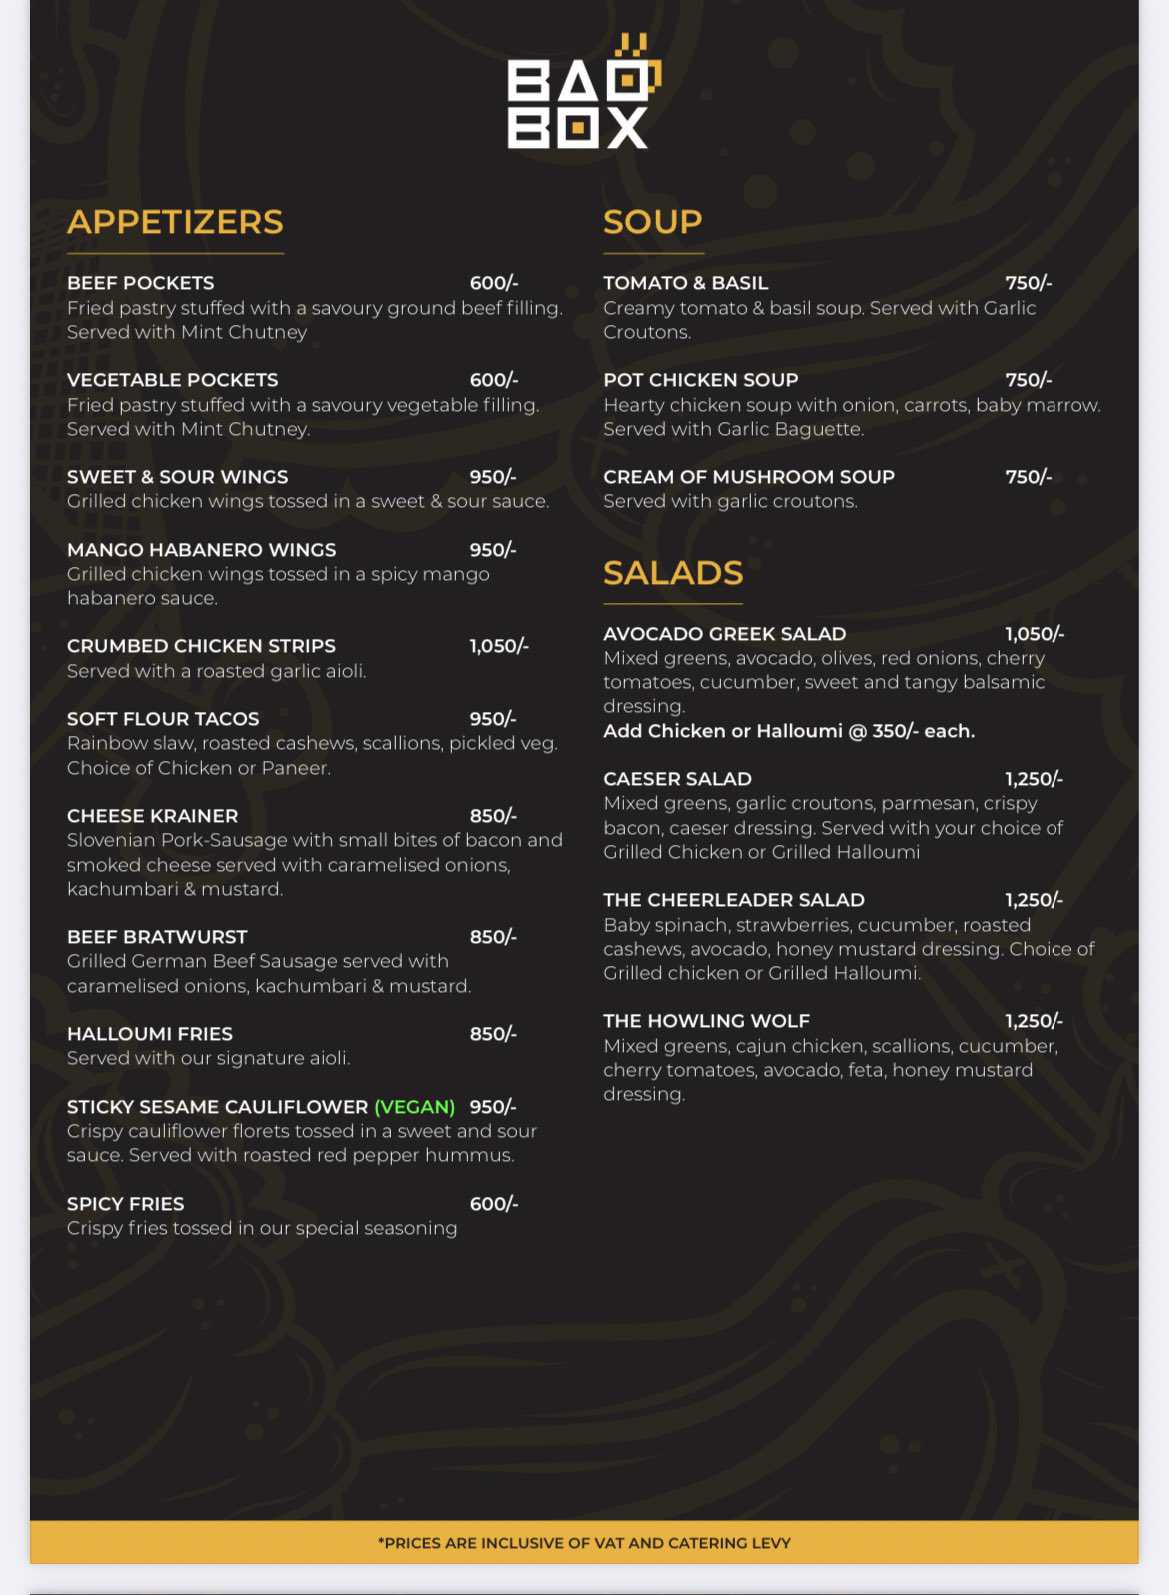 BAO
BOX
APPETIZERS
BEEF POCKETS 600/-
Fried pastry stuffed with a savoury ground beef filling.
Served with Mint Chutney
VEGETABLE POCKETS 600/-
Fried pastry stuffed with a savoury vegetable filling.
Served with Mint Chutney.
SWEET & SOUR WINGS 950/-
Grilled chicken wings tossed in a sweet & sour sauce.
MANGO HABANERO WINGS 950/-
Grilled chicken wings tossed in a spicy mango
habanero sauce.
CRUMBED CHICKEN STRIPS 1,050/-
Served with a roasted garlic aioli.
SOFT FLOUR TACOS 950/-
Rainbow slaw, roasted cashews, scallions, pickled veg.
Choice of Chicken or Paneer.
CHEESE KRAINER 850/-
Slovenian Pork-Sausage with small bites of bacon and
smoked cheese served with caramelised onions,
kachumbari & mustard.
BEEF BRATWURST 850/-
Grilled German Beef Sausage served with
caramelised onions, kachumbari & mustard.
HALLOUMI FRIES 850/-
Served with our signature aioli.
STICKY SESAME CAULIFLOWER (VEGAN) 950/-
Crispy cauliflower florets tossed in a sweet and sour
sauce. Served with roasted red pepper hummus.
SPICY FRIES 600/-
Crispy fries tossed in our special seasoning
SOUP
TOMATO & BASIL 750/-
Creamy tomato & basil soup. Served with Garlic
Croutons.
POT CHICKEN SOUP 750/-
Hearty chicken soup with onion, carrots, baby marrow.
Served with Garlic Baguette.
CREAM OF MUSHROOM SOUP 750/-
Served with garlic croutons.
SALADS
AVOCADO GREEK SALAD 1,050/-
Mixed greens, avocado, olives, red onions, cherry
tomatoes, cucumber, sweet and tangy balsamic
dressing.
Add Chicken or Halloumi @ 350/- each.
CAESER SALAD 1,250/-
Mixed greens, garlic croutons, parmesan, crispy
bacon, caeser dressing. Served with your choice of
Grilled Chicken or Grilled Halloumi
THE CHEERLEADER SALAD 1,250/-
Baby spinach, strawberries, cucumber, roasted
cashews, avocado, honey mustard dressing. Choice of
Grilled chicken or Grilled Halloumi.
THE HOWLING WOLF 1,250/-
Mixed greens, cajun chicken, scallions, cucumber,
cherry tomatoes, avocado, feta, honey mustard
dressing.
*PRICES ARE INCLUSIVE OF VAT AND CATERING LEVY